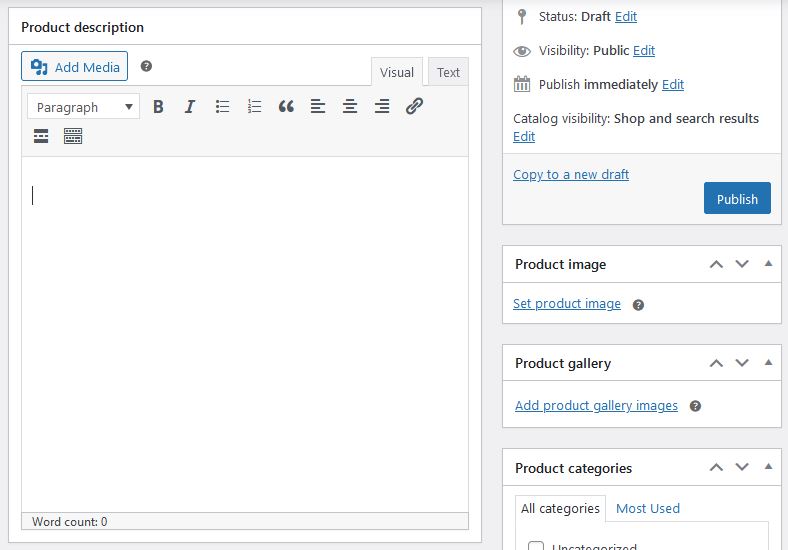 Product description
Add Media
Visual
Text
Paragraph
Word count: 0
Status: Draft Edit
Visibility: Public Edit
Publish immediately Edit
Catalog visibility: Shop and search results
Edit
Copy to a new draft
Publish
Product image
Set product image
Product gallery
Add product gallery images
Product categories
All categories Most Used
Uncategorized